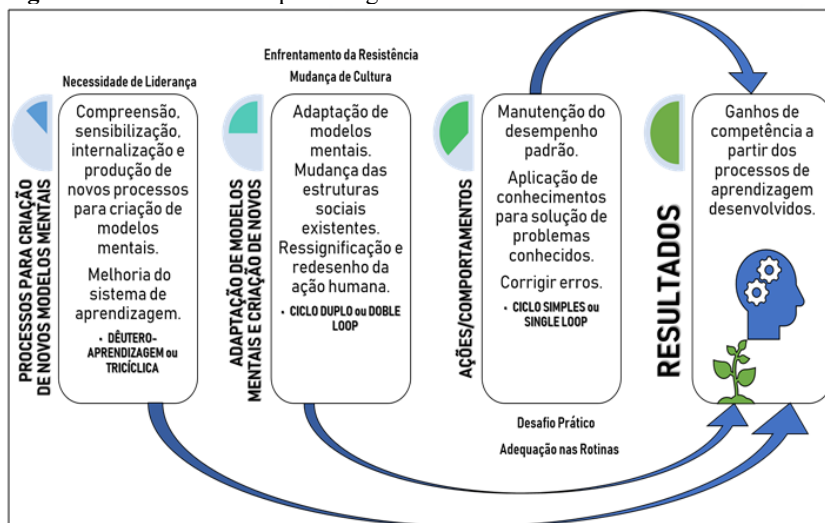 Necessidade de Liderança
PROCESSOS PARA CRIAÇÃO
DE NOVOS MODELOS MENTAIS
Compreensão,
sensibilização,
internalização e
produção de
novos processos
para criação de
modelos
mentais.
Melhoria do
sistema de
aprendizagem.
• DÊUTERO-
APRENDIZAGEM ou
TRICÍCLICA
Enfrentamento da Resistência
Mudança de Cultura
ADAPTAÇÃO DE MODELOS
MENTAIS E CRIAÇÃO DE NOVOS
Adaptação de
modelos
mentais.
Mudança das
estruturas
sociais
existentes.
Ressignificação e
redesenho da
ação humana.
• CICLO DUPLO ou DOBLE
LOOP
AÇÕES/COMPORTAMENTOS
Manutenção do
desempenho
padrão.
Aplicação de
conhecimentos
para solução de
problemas
conhecidos.
Corrigir erros.
• CICLO SIMPLES ou
SINGLE LOOP
Desafio Prático
Adequação nas Rotinas
RESULTADOS
Ganhos de
competência a
partir dos
processos de
aprendizagem
desenvolvidos.